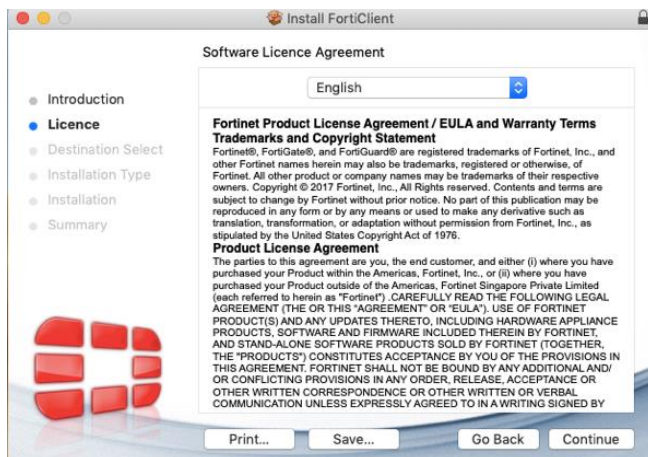 Install FortiClient
Software Licence Agreement
English
Introduction
Licence
Destination Select
Installation Type
Installation
Summary
Fortinet Product License Agreement / EULA and Warranty Terms
Trademarks and Copyright Statement
Fortinet®, FortiGate®, and FortiGuard® are registered trademarks of Fortinet, Inc., and
other Fortinet names herein may also be trademarks, registered or otherwise, of
Fortinet. All other product or company names may be trademarks of their respective
owners. Copyright © 2017 Fortinet, Inc., All Rights reserved. Contents and terms are
subject to change by Fortinet without prior notice. No part of this publication may be
reproduced in any form or by any means or used to make any derivative such as
translation, transformation, or adaptation without permission from Fortinet, Inc., as
stipulated by the United States Copyright Act of 1976.
Product License Agreement
The parties to this agreement are you, the end customer, and either (i) where you have
purchased your Product within the Americas, Fortinet, Inc., or (ii) where you have
purchased your Product outside of the Americas, Fortinet Singapore Private Limited
(each referred to herein as "Fortinet") .CAREFULLY READ THE FOLLOWING LEGAL
AGREEMENT (THE OR THIS "AGREEMENT" OR "EULA"). USE OF FORTINET
PRODUCT(S) AND ANY UPDATES THERETO, INCLUDING HARDWARE APPLIANCE
PRODUCTS, SOFTWARE AND FIRMWARE INCLUDED THEREIN BY FORTINET,
AND STAND-ALONE SOFTWARE PRODUCTS SOLD BY FORTINET (TOGETHER,
THE "PRODUCTS") CONSTITUTES ACCEPTANCE BY YOU OF THE PROVISIONS IN
THIS AGREEMENT. FORTINET SHALL NOT BE BOUND BY ANY ADDITIONAL AND/
OR CONFLICTING PROVISIONS IN ANY ORDER, RELEASE, ACCEPTANCE OR
OTHER WRITTEN CORRESPONDENCE OR OTHER WRITTEN OR VERBAL
COMMUNICATION UNLESS EXPRESSLY AGREED TO IN A WRITING SIGNED BY
Print... Save... Go Back Continue